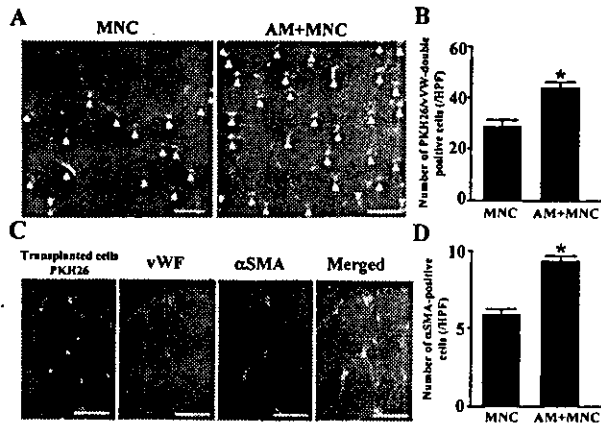 A
MNC
AM+MNC
B
Number of PKH26/vWF-double
positive cells (/HPF)
60
40
20
0
MNC
AM+MNC
*
C
Transplanted cells
PKH26
vWF
αSMA
Merged
D
Number of αSMA-positive
cells (/HPF)
10
5
0
MNC
AM+MNC
*